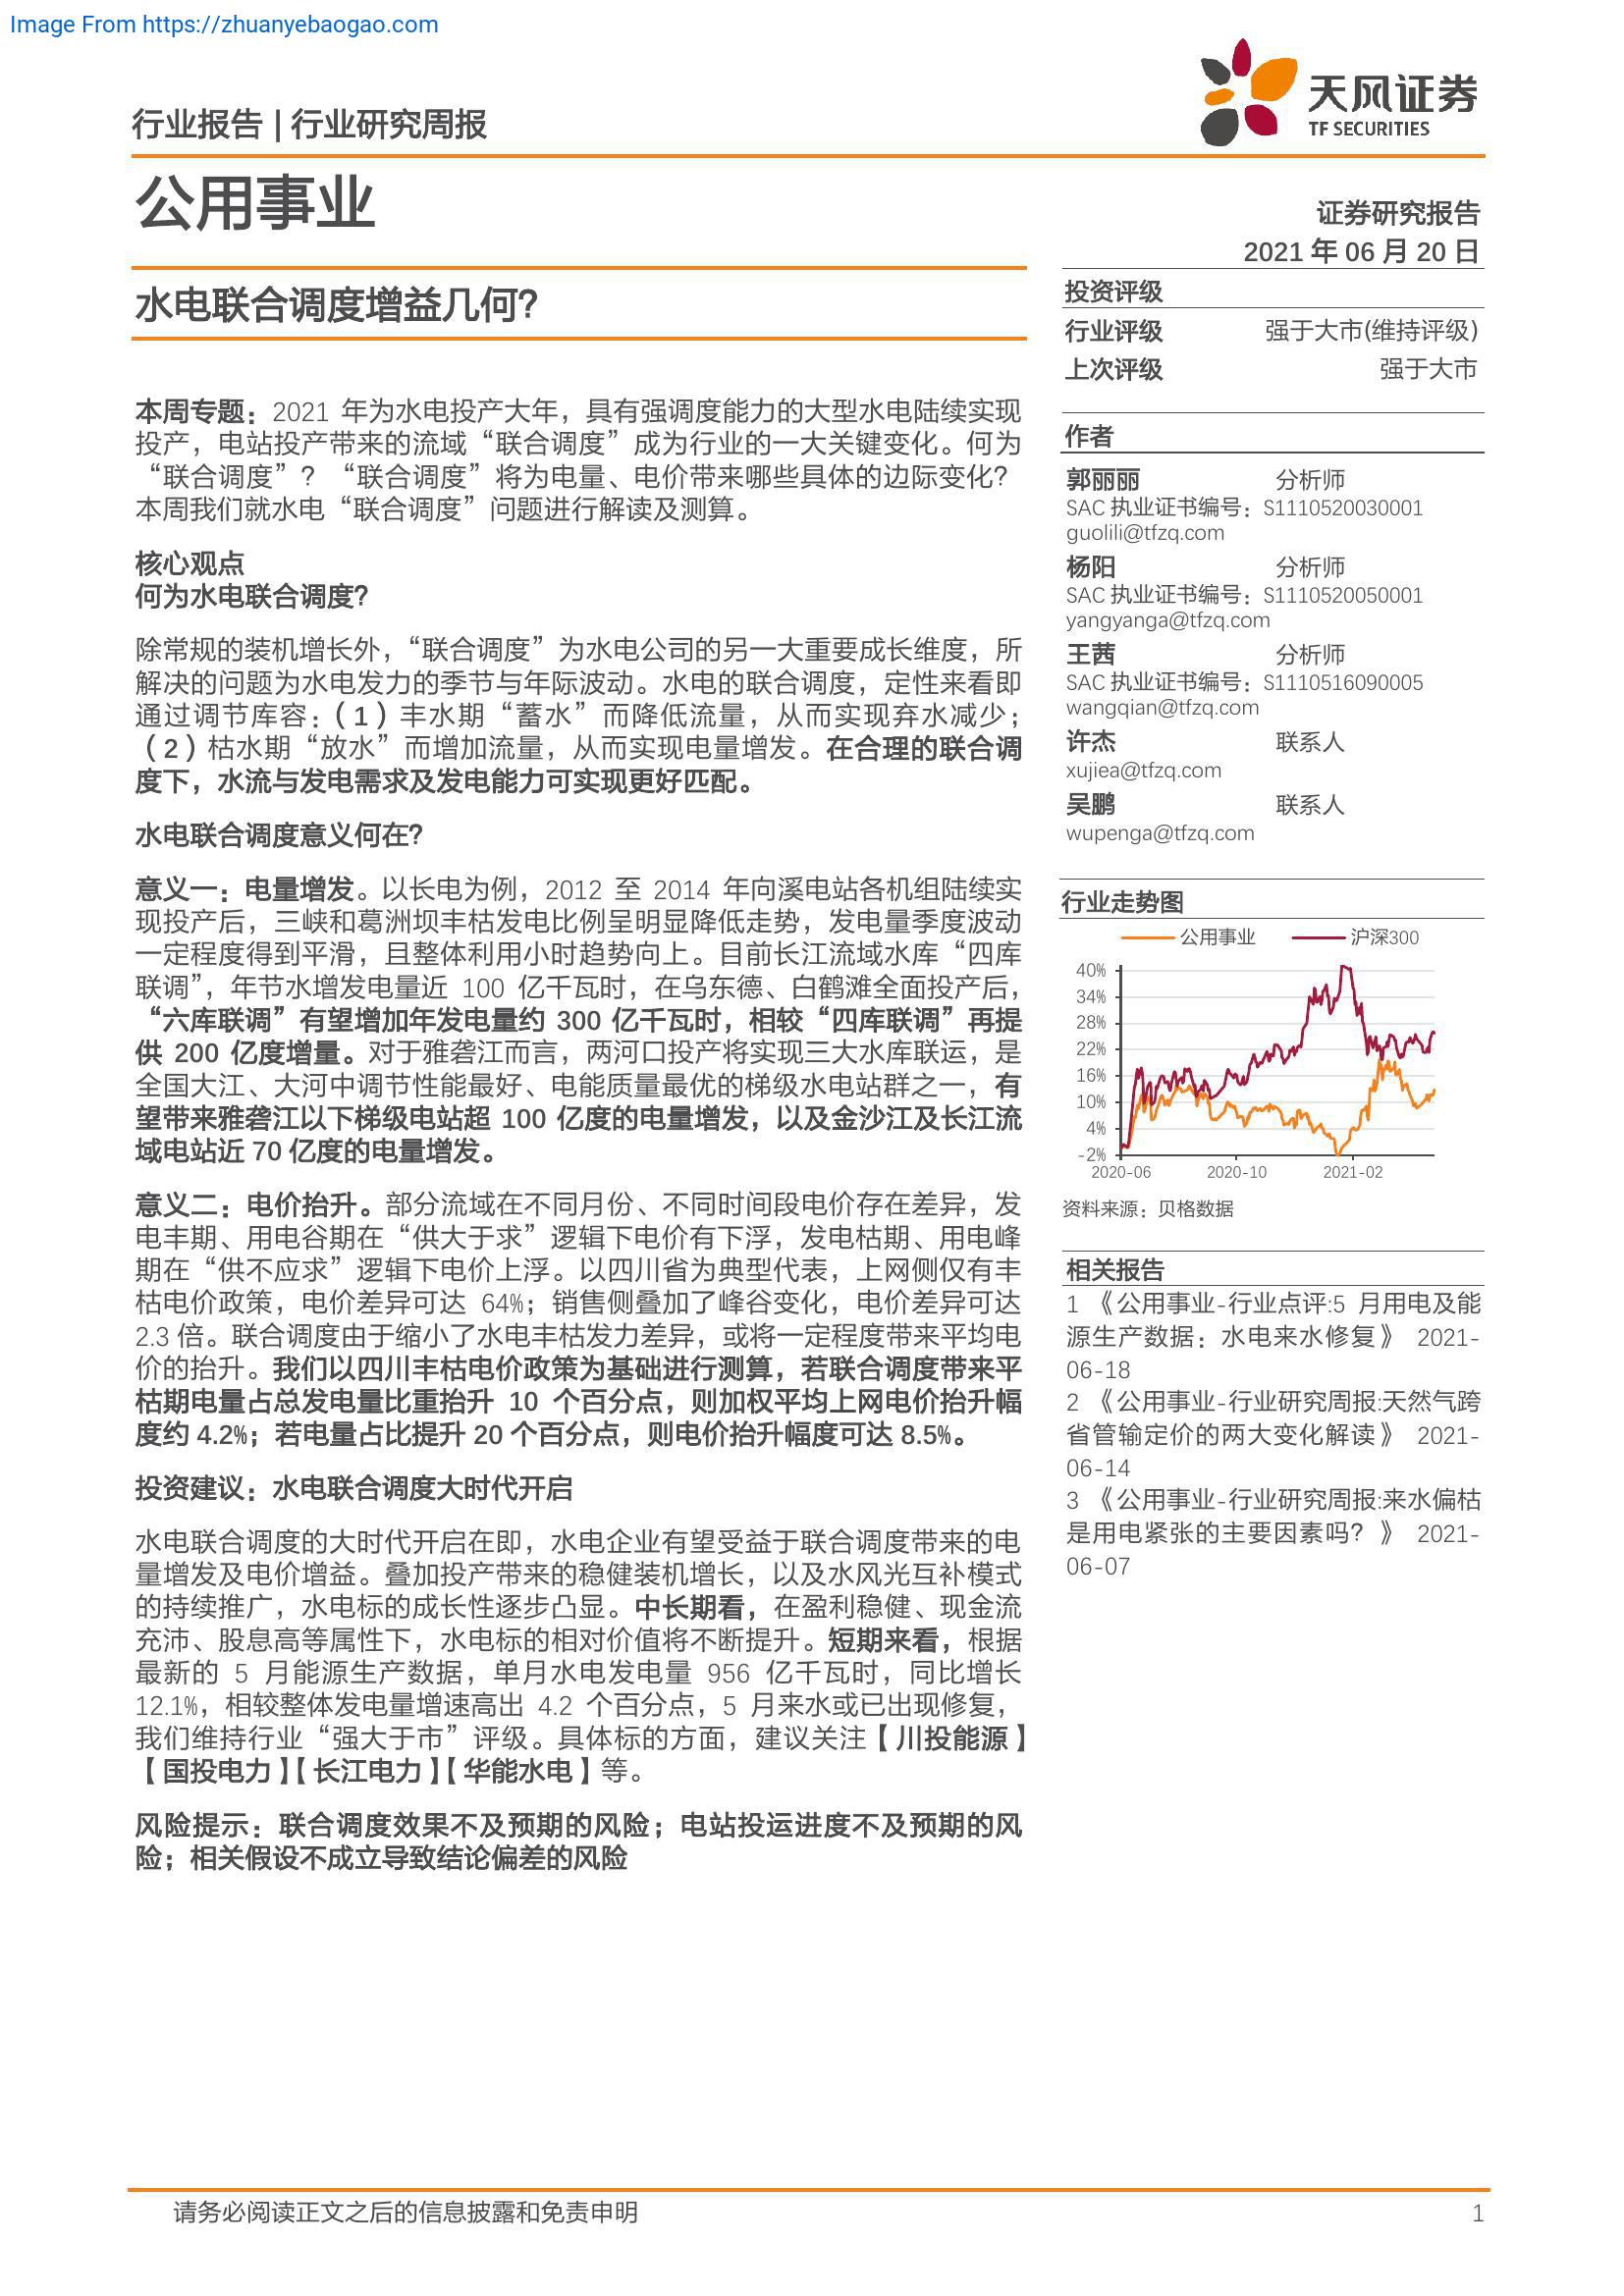 Image From https://zhuanyebaogao.com
行业报告 | 行业研究周报
天风证券
TF SECURITIES
公用事业
证券研究报告
2021 年 06 月 20 日
水电联合调度增益几何?
本周专题：2021 年为水电投产大年，具有强调度能力的大型水电陆续实现
投产，电站投产带来的流域“联合调度”成为行业的一大关键变化。何为
“联合调度”？“联合调度”将为电量、电价带来哪些具体的边际变化?
本周我们就水电“联合调度”问题进行解读及测算。
核心观点
何为水电联合调度?
除常规的装机增长外，“联合调度”为水电公司的另一大重要成长维度，所
解决的问题为水电发力的季节与年际波动。水电的联合调度，定性来看即
通过调节库容：（1）丰水期“蓄水”而降低流量，从而实现弃水减少；
（2）枯水期“放水”而增加流量，从而实现电量增发。在合理的联合调
度下，水流与发电需求及发电能力可实现更好匹配。
水电联合调度意义何在?
意义一：电量增发。以长电为例，2012 至 2014 年向溪电站各机组陆续实
现投产后，三峡和葛洲坝丰枯发电比例呈明显降低走势，发电量季度波动
一定程度得到平滑，且整体利用小时趋势向上。目前长江流域水库“四库
联调”，年节水增发电量近 100 亿千瓦时，在乌东德、白鹤滩全面投产后，
“六库联调”有望增加年发电量约 300 亿千瓦时，相较“四库联调”再提
供 200 亿度增量。对于雅砻江而言，两河口投产将实现三大水库联运，是
全国大江、大河中调节性能最好、电能质量最优的梯级水电站群之一，有
望带来雅砻江以下梯级电站超 100 亿度的电量增发，以及金沙江及长江流
域电站近 70 亿度的电量增发。
意义二：电价抬升。部分流域在不同月份、不同时间段电价存在差异，发
电丰期、用电谷期在“供大于求”逻辑下电价有下浮，发电枯期、用电峰
期在“供不应求”逻辑下电价上浮。以四川省为典型代表，上网侧仅有丰
枯电价政策，电价差异可达 64%；销售侧叠加了峰谷变化，电价差异可达
2.3 倍。联合调度由于缩小了水电丰枯发力差异，或将一定程度带来平均电
价的抬升。我们以四川丰枯电价政策为基础进行测算，若联合调度带来平
枯期电量占总发电量比重抬升 10 个百分点，则加权平均上网电价抬升幅
度约 4.2%；若电量占比提升 20 个百分点，则电价抬升幅度可达 8.5%。
投资建议：水电联合调度大时代开启
水电联合调度的大时代开启在即，水电企业有望受益于联合调度带来的电
量增发及电价增益。叠加投产带来的稳健装机增长，以及水风光互补模式
的持续推广，水电标的成长性逐步凸显。中长期看，在盈利稳健、现金流
充沛、股息高等属性下，水电标的相对价值将不断提升。短期来看，根据
最新的 5 月能源生产数据，单月水电发电量 956 亿千瓦时，同比增长
12.1%，相较整体发电量增速高出 4.2 个百分点，5 月来水或已出现修复，
我们维持行业“强大于市”评级。具体标的方面，建议关注【川投能源】
【国投电力】【长江电力】【华能水电】等。
风险提示：联合调度效果不及预期的风险；电站投运进度不及预期的风
险；相关假设不成立导致结论偏差的风险
投资评级
行业评级 强于大市(维持评级)
上次评级 强于大市
作者
郭丽丽 分析师
SAC 执业证书编号：S1110520030001
guolili@tfzq.com
杨阳 分析师
SAC 执业证书编号：S1110520050001
yangyanga@tfzq.com
王茜 分析师
SAC 执业证书编号：S1110516090005
wangqian@tfzq.com
许杰 联系人
xujiea@tfzq.com
吴鹏 联系人
wupenga@tfzq.com
行业走势图
公用事业 沪深300
40%
34%
28%
22%
16%
10%
4%
-2%
2020-06 2020-10 2021-02
资料来源：贝格数据
相关报告
1 《公用事业-行业点评:5 月用电及能
源生产数据：水电来水修复》 2021-
06-18
2 《公用事业-行业研究周报:天然气跨
省管输定价的两大变化解读》 2021-
06-14
3 《公用事业-行业研究周报:来水偏枯
是用电紧张的主要因素吗？》 2021-
06-07
请务必阅读正文之后的信息披露和免责申明 1